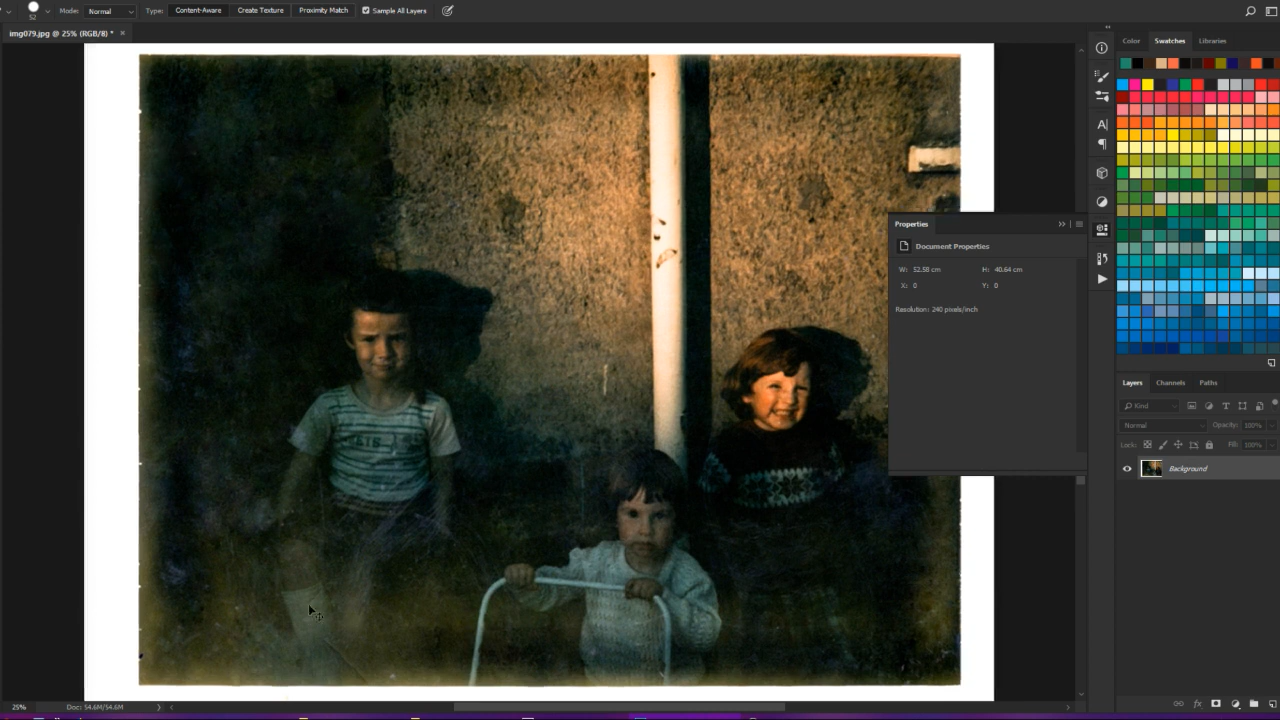 52
Mode: Normal
Type: Content-Aware Create Texture Proximity Match Sample All Layers
img079.jpg @ 25% (RGB/8) * ×
Color Swatches Libraries
Properties
Document Properties
W: 52.58 cm H: 40.64 cm
X: 0 Y: 0
Resolution: 240 pixels/inch
Layers Channels Paths
Kind
Normal Opacity: 100%
Lock: Fill: 100%
Background
25% Doc: 54.6M/54.6M